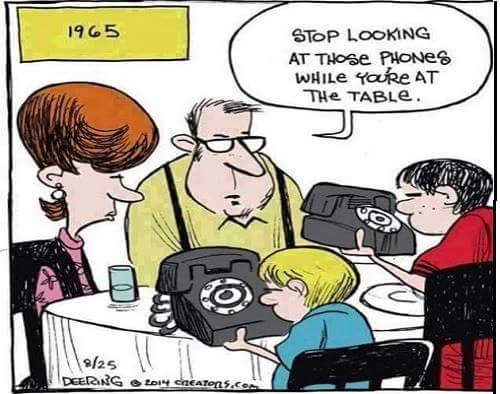 1965
STOP LOOKING
AT THOSE PHONES
WHILE YOU'RE AT
THE TABLE.
8/25
DEERING © 2014 CREATORS.COM